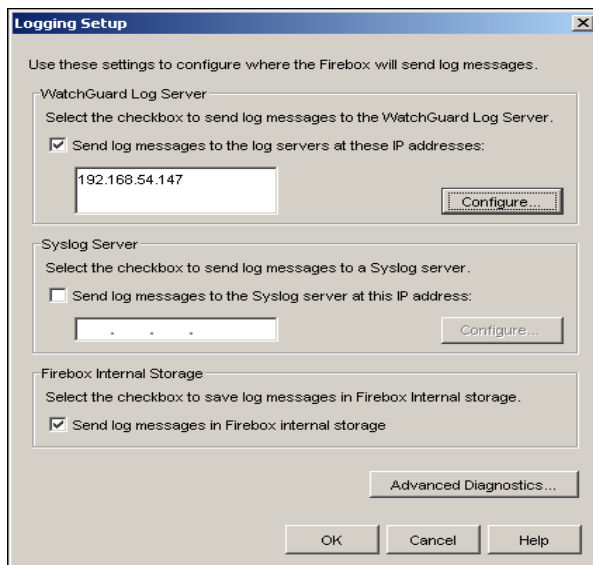 Logging Setup
Use these settings to configure where the Firebox will send log messages.
WatchGuard Log Server
Select the checkbox to send log messages to the WatchGuard Log Server.
Send log messages to the log servers at these IP addresses:
192.168.54.147
Configure...
Syslog Server
Select the checkbox to send log messages to a Syslog server.
Send log messages to the Syslog server at this IP address:
. . .
Configure...
Firebox Internal Storage
Select the checkbox to save log messages in Firebox Internal storage.
Send log messages in Firebox internal storage
Advanced Diagnostics...
OK Cancel Help